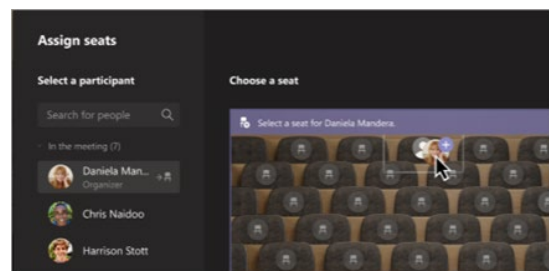 Assign seats
Select a participant
Choose a seat
Search for people
Select a seat for Daniela Mandera.
In the meeting (7)
Daniela Man...
Organizer
Chris Naidoo
Harrison Stott